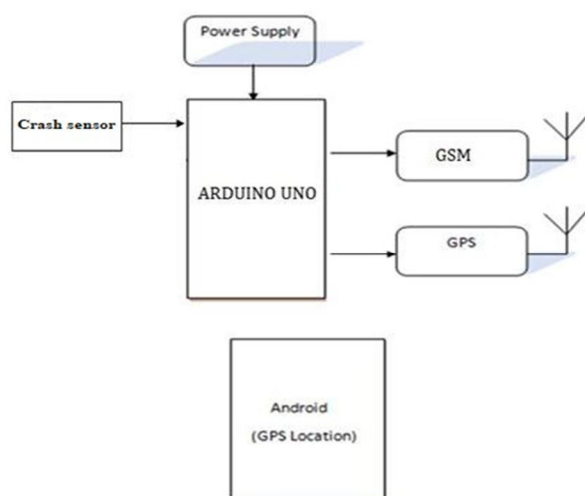 Power Supply
Crash sensor
GSM
ARDUINO UNO
GPS
Android
(GPS Location)